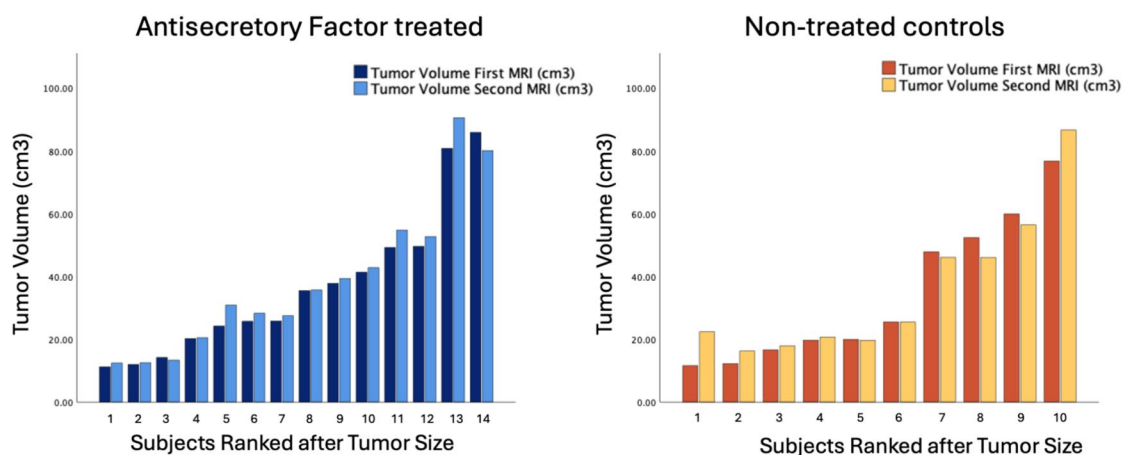 Antisecretory Factor treated
Tumor Volume First MRI (cm3)
Tumor Volume Second MRI (cm3)
Tumor Volume (cm3)
100.00
80.00
60.00
40.00
20.00
0.00
1 2 3 4 5 6 7 8 9 10 11 12 13 14
Subjects Ranked after Tumor Size
Non-treated controls
Tumor Volume First MRI (cm3)
Tumor Volume Second MRI (cm3)
Tumor Volume (cm3)
100.00
80.00
60.00
40.00
20.00
0.00
1 2 3 4 5 6 7 8 9 10
Subjects Ranked after Tumor Size